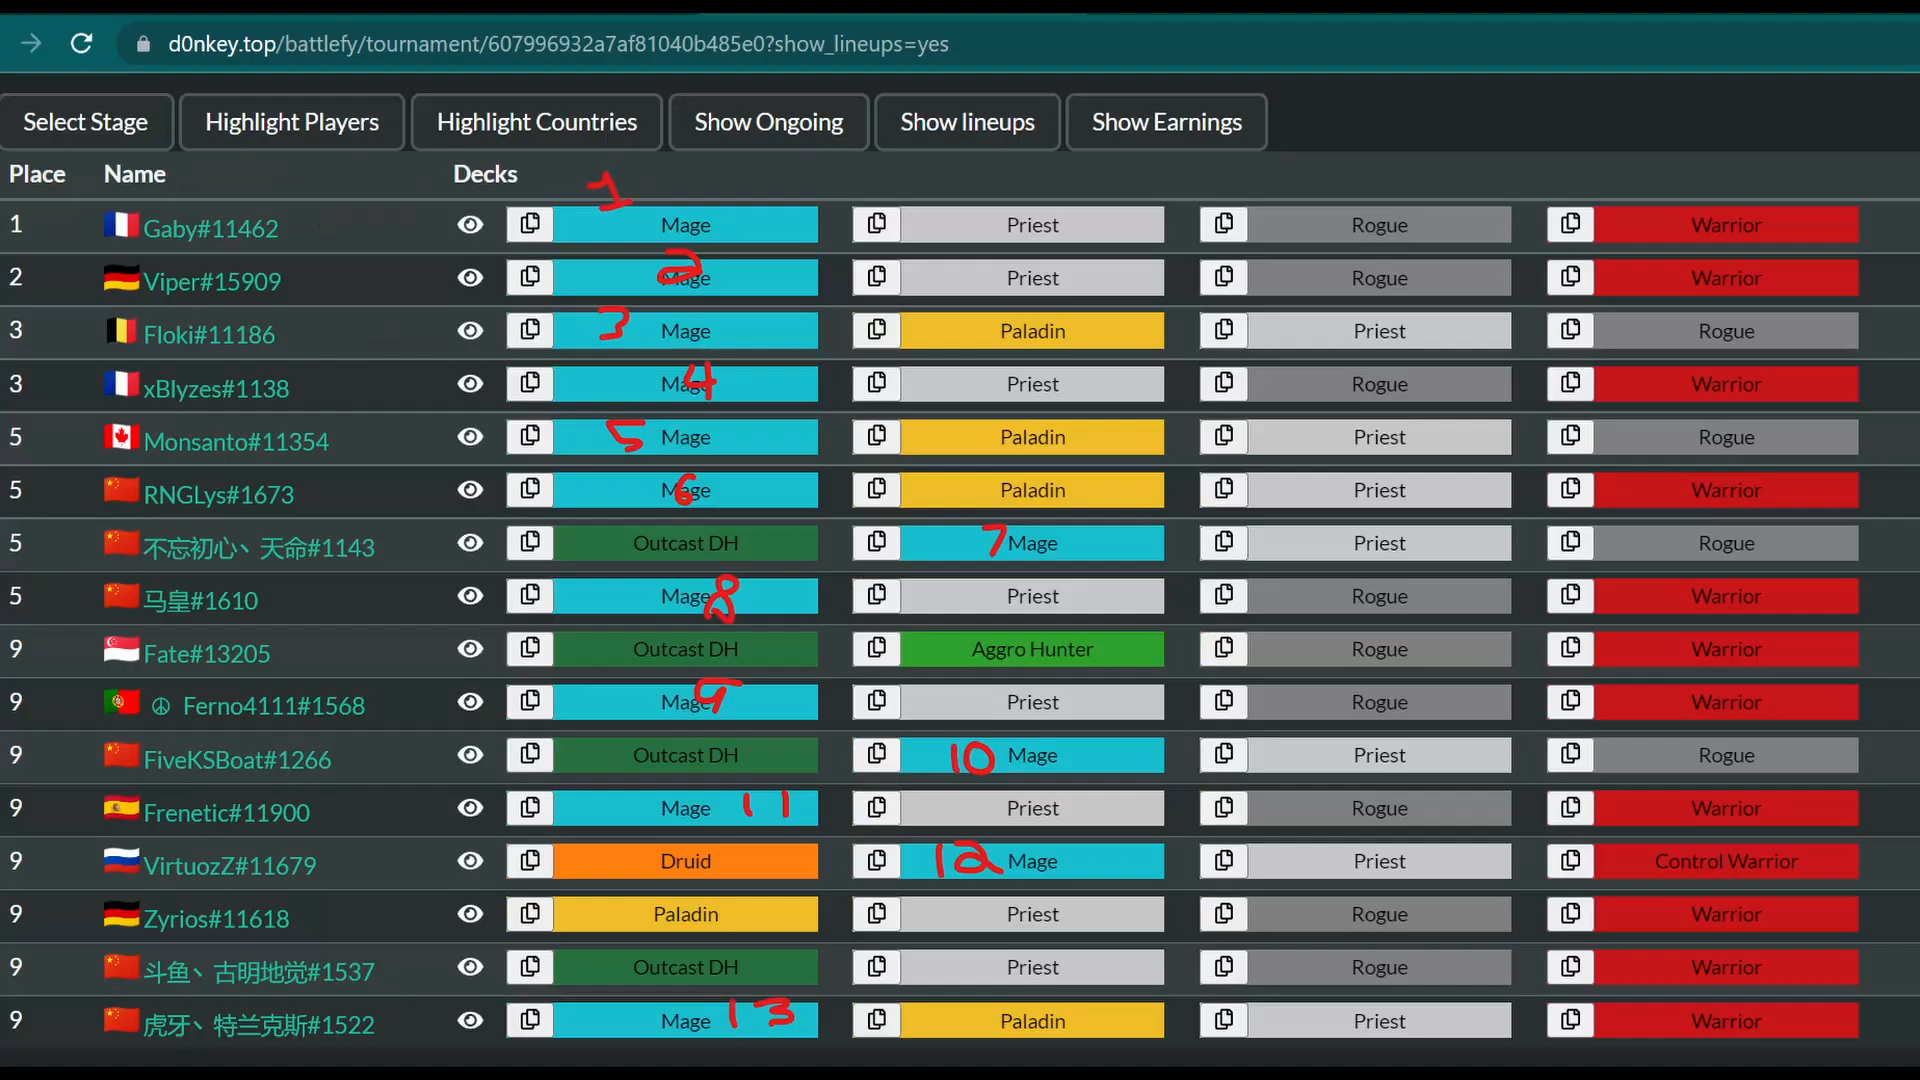 d0nkey.top/battlefy/tournament/607996932a7af81040b485e0?show_lineups=yes
Select Stage Highlight Players Highlight Countries Show Ongoing Show lineups Show Earnings
Place Name Decks
1
1 Gaby#11462 Mage Priest Rogue Warrior
2 Viper#15909 2 Mage Priest Rogue Warrior
3 Floki#11186 3 Mage Paladin Priest Rogue
3 xBlyzes#1138 Mage 4 Priest Rogue Warrior
5 Monsanto#11354 5 Mage Paladin Priest Rogue
5 RNGLys#1673 Mage 6 Paladin Priest Warrior
5 不忘初心丶天命#1143 Outcast DH 7 Mage Priest Rogue
5 马皇#1610 Mage 8 Priest Rogue Warrior
9 Fate#13205 Outcast DH Aggro Hunter Rogue Warrior
9 ☮ Ferno4111#1568 Mage 9 Priest Rogue Warrior
9 FiveKSBoat#1266 Outcast DH 10 Mage Priest Rogue
9 Frenetic#11900 Mage 11 Priest Rogue Warrior
9 VirtuozZ#11679 Druid 12 Mage Priest Control Warrior
9 Zyrios#11618 Paladin Priest Rogue Warrior
9 斗鱼丶古明地觉#1537 Outcast DH Priest Rogue Warrior
9 虎牙丶特兰克斯#1522 Mage 13 Paladin Priest Warrior